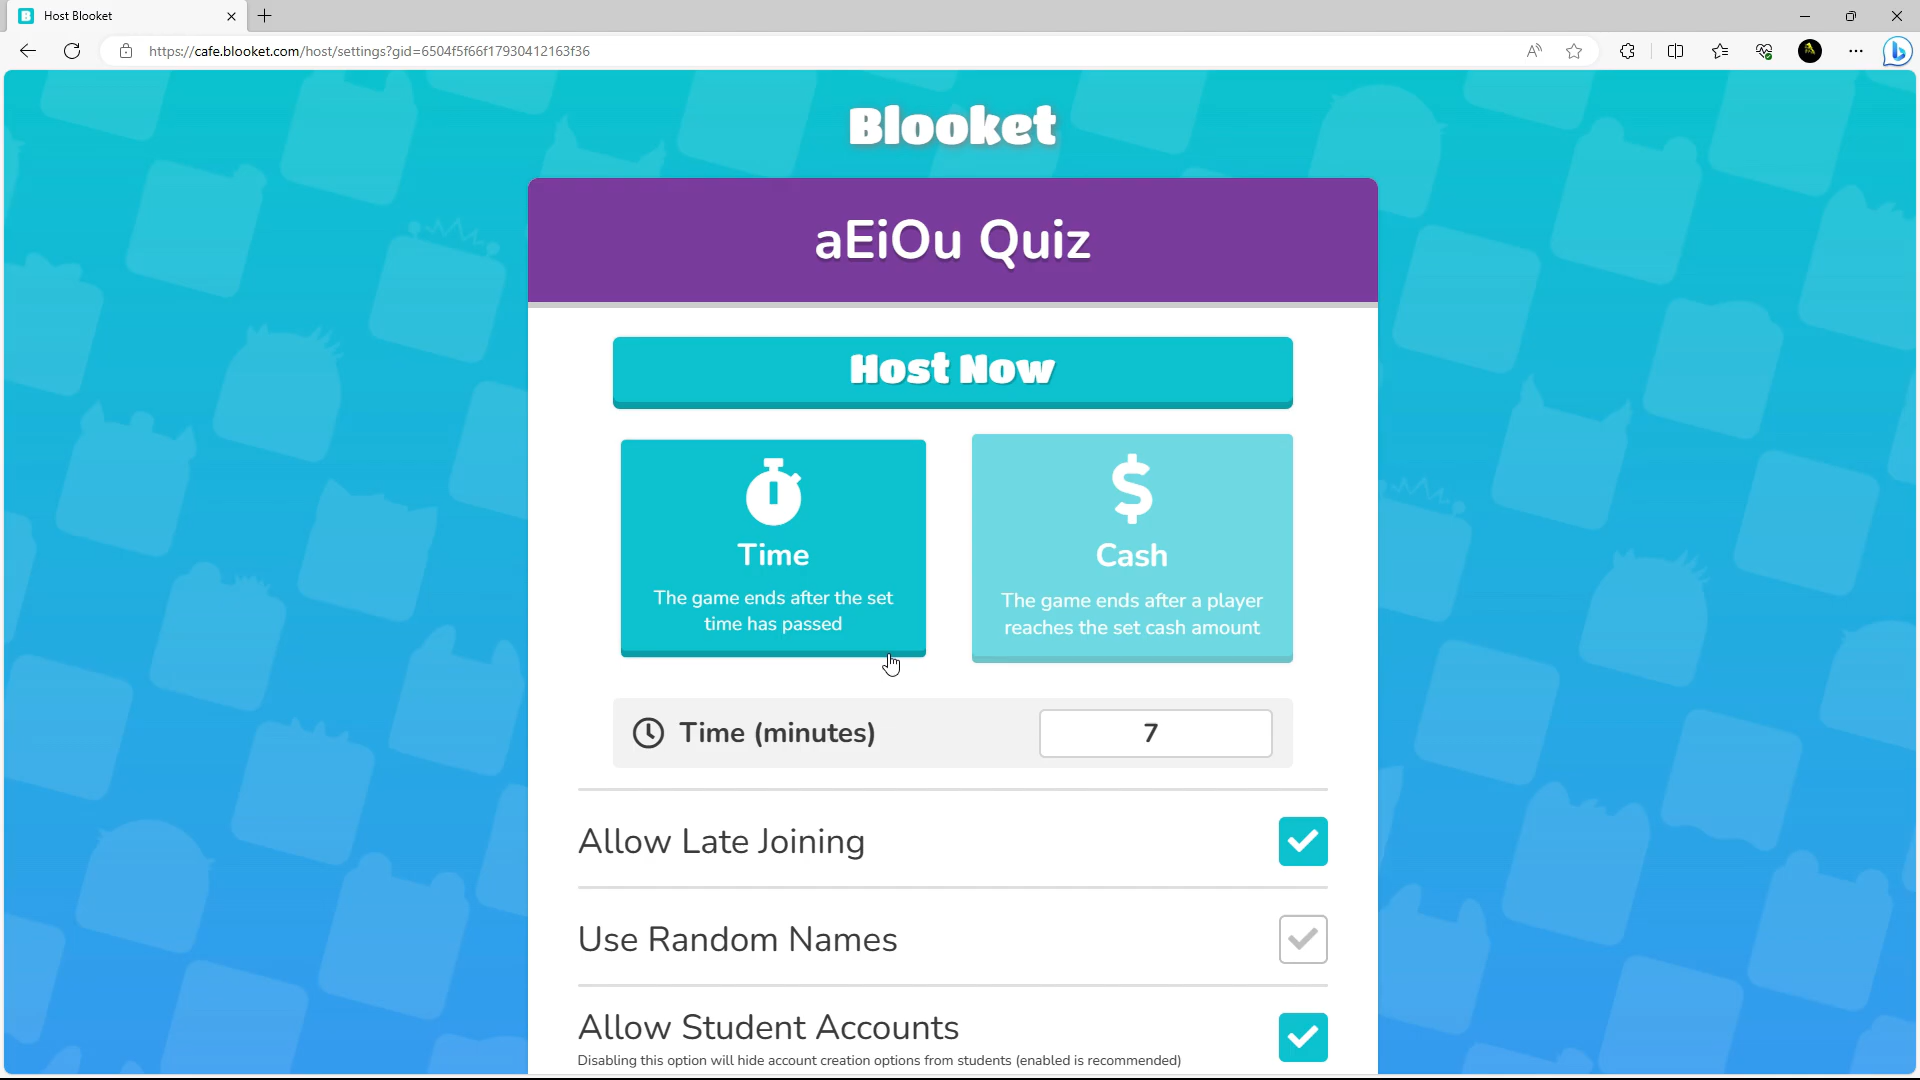 Host Blooket
https://cafe.blooket.com/host/settings?gid=6504f5f66f17930412163f36
Blooket
aEiOu Quiz
Host Now
Time
The game ends after the set
time has passed
Cash
The game ends after a player
reaches the set cash amount
Time (minutes)
7
Allow Late Joining
Use Random Names
Allow Student Accounts
Disabling this option will hide account creation options from students (enabled is recommended)